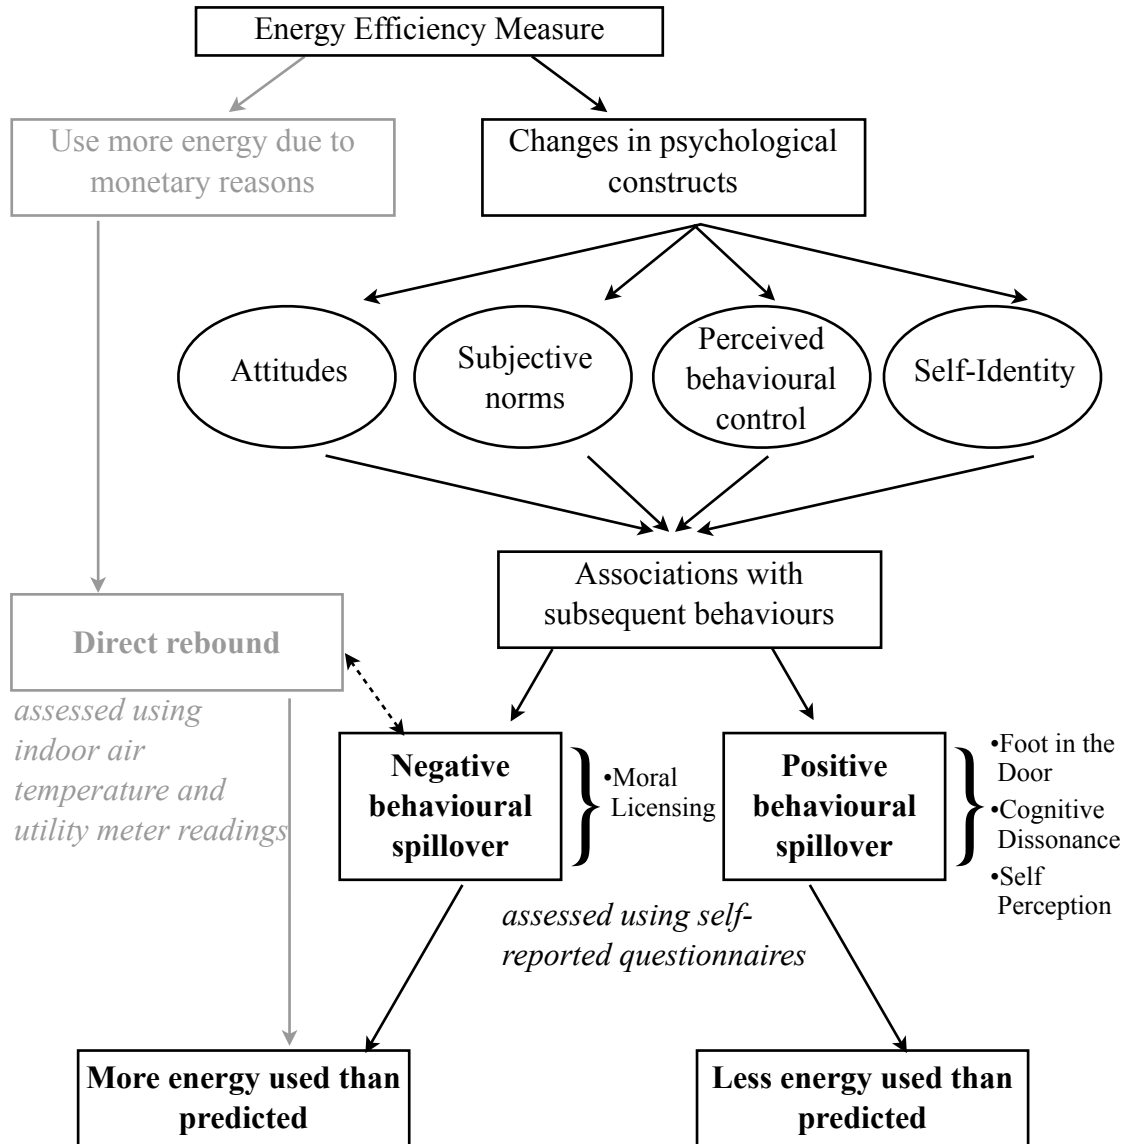 Energy Efficiency Measure
Use more energy due to
monetary reasons
Changes in psychological
constructs
Attitudes
Subjective
norms
Perceived
behavioural
control
Self-Identity
Associations with
subsequent behaviours
Direct rebound
assessed using
indoor air
temperature and
utility meter readings
Negative
behavioural
spillover
•Moral
Licensing
Positive
behavioural
spillover
•Foot in the
Door
•Cognitive
Dissonance
•Self
Perception
assessed using self-
reported questionnaires
More energy used than
predicted
Less energy used than
predicted